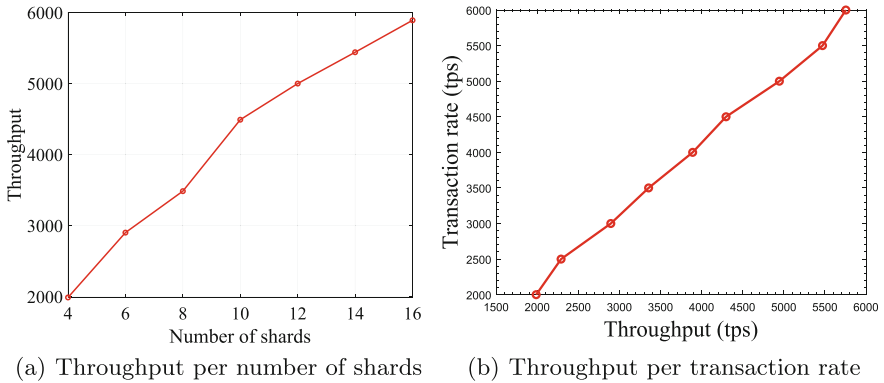 6000
5000
4000
3000
2000
Throughput
4 6 8 10 12 14 16
Number of shards
(a) Throughput per number of shards
6000
5500
5000
4500
4000
3500
3000
2500
2000
Transaction rate (tps)
1500 2000 2500 3000 3500 4000 4500 5000 5500 6000
Throughput (tps)
(b) Throughput per transaction rate